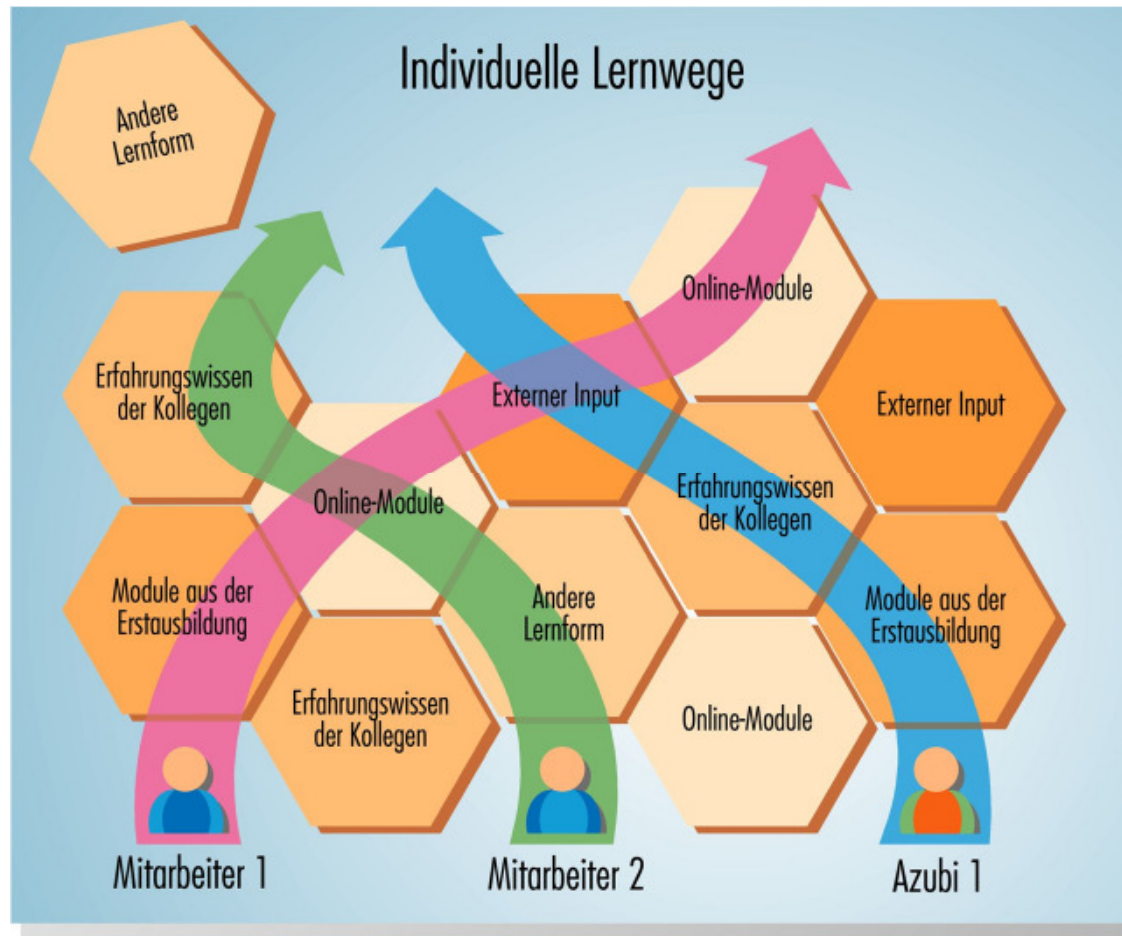 Individuelle Lernwege
Andere
Lernform
Online-Module
Erfahrungswissen
der Kollegen
Externer Input
Externer Input
Online-Module
Erfahrungswissen
der Kollegen
Module aus der
Erstausbildung
Andere
Lernform
Module aus der
Erstausbildung
Erfahrungswissen
der Kollegen
Online-Module
Mitarbeiter 1
Mitarbeiter 2
Azubi 1